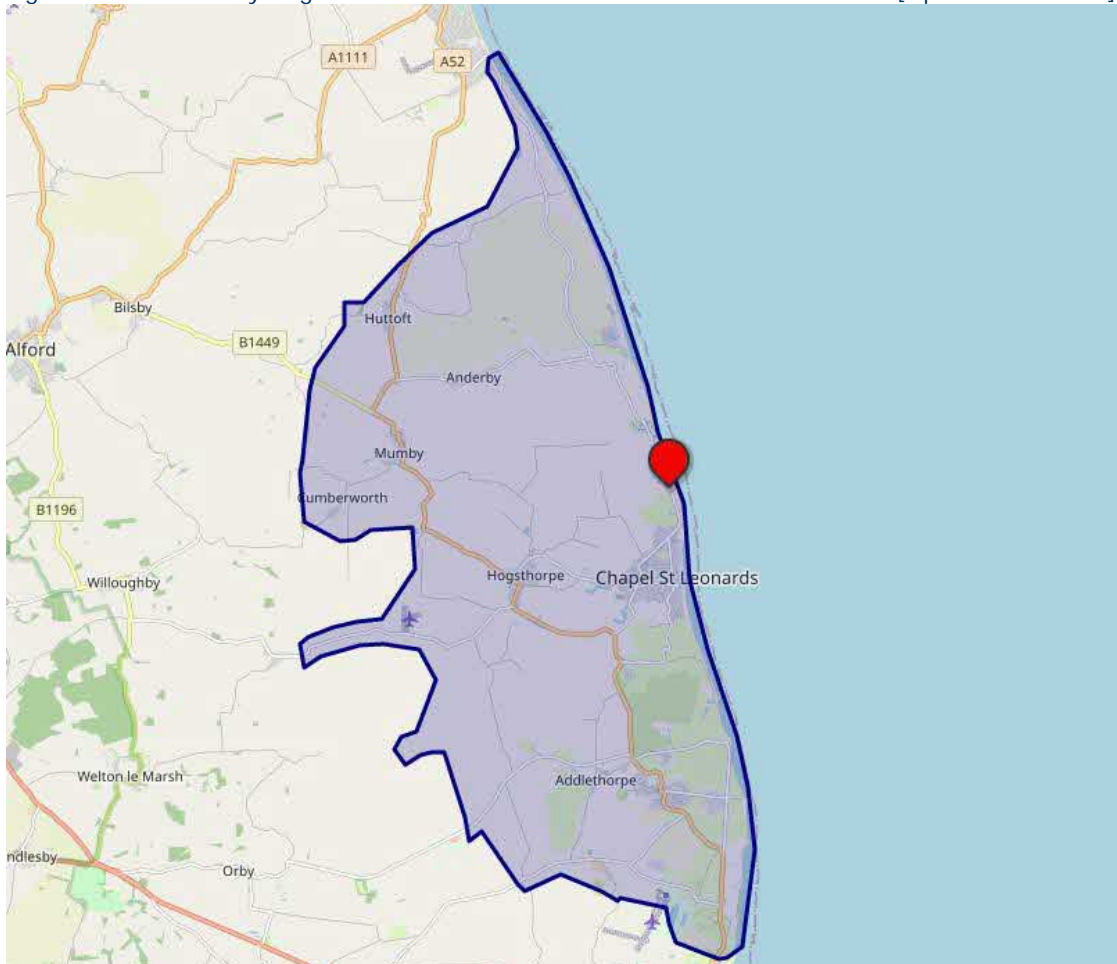 A1111
A52
Bilsby
Huttoft
Alford
B1449
Anderby
Mumby
Cumberworth
B1196
Willoughby
Hogsthorpe
Chapel St Leonards
Welton le Marsh
Addlethorpe
ndlesby
Orby